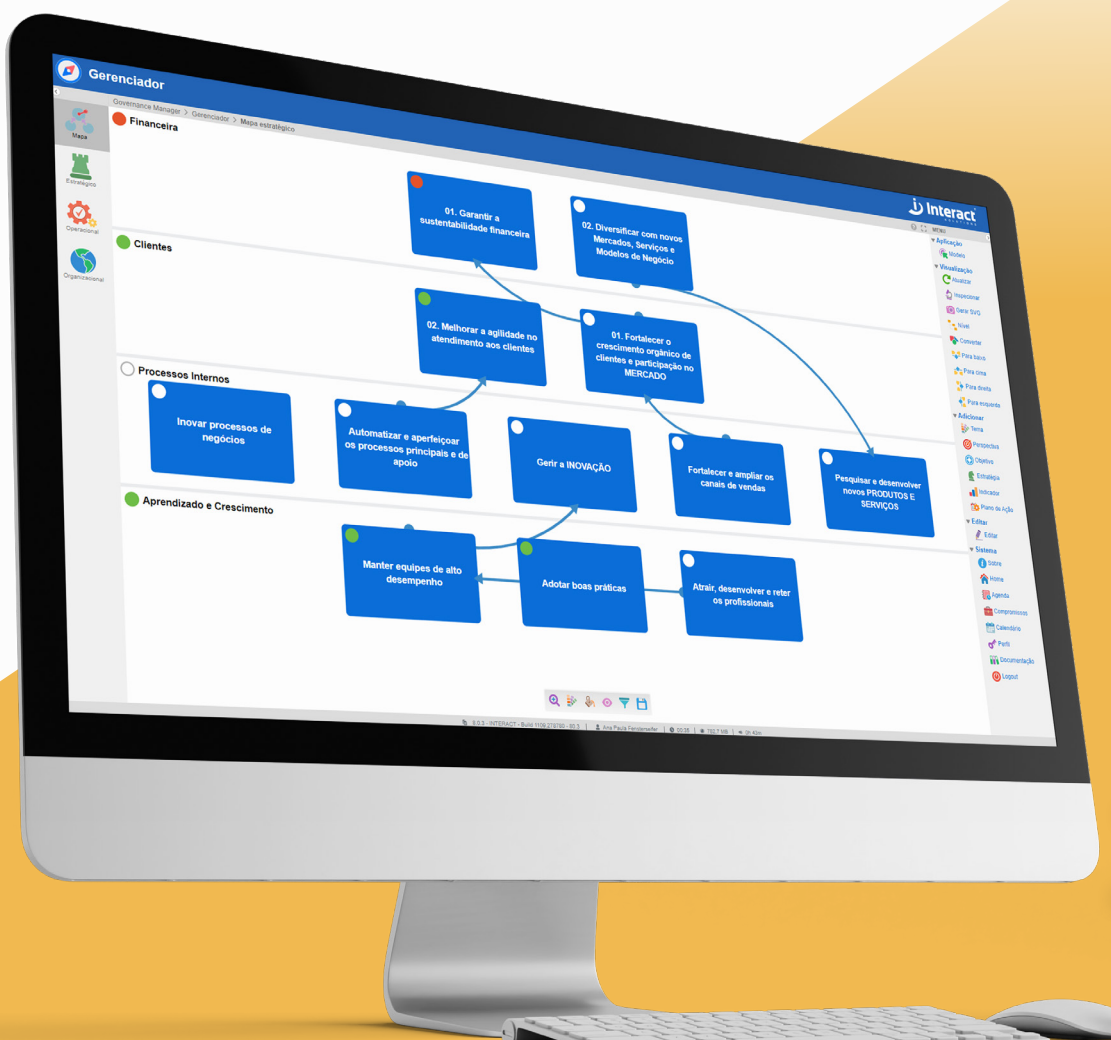 Gerenciador
Governance Manager > Gerenciador > Mapa estratégico
interact
SOLUTIONS
MENU
Mapa
Estratégico
Operacional
Organizacional
Financeira
01. Garantir a
sustentabilidade financeira
02. Diversificar com novos
Mercados, Serviços e
Modelos de Negócio
Clientes
02. Melhorar a agilidade no
atendimento aos clientes
01. Fortalecer o
crescimento orgânico de
clientes e participação no
MERCADO
Processos Internos
Inovar processos de
negócios
Automatizar e aperfeiçoar
os processos principais e de
apoio
Gerir a INOVAÇÃO
Fortalecer e ampliar os
canais de vendas
Pesquisar e desenvolver
novos PRODUTOS E
SERVIÇOS
Aprendizado e Crescimento
Manter equipes de alto
desempenho
Adotar boas práticas
Atrair, desenvolver e reter
os profissionais
Aplicação
Modelo
Visualização
Atualizar
Inspecionar
Gerar SVG
Nível
Converter
Para baixo
Para cima
Para direita
Para esquerda
Adicionar
Tema
Perspectiva
Objetivo
Estratégia
Indicador
Plano de Ação
Editar
Editar
Sistema
Sobre
Home
Agenda
Compromissos
Calendário
Perfil
Documentação
Logout